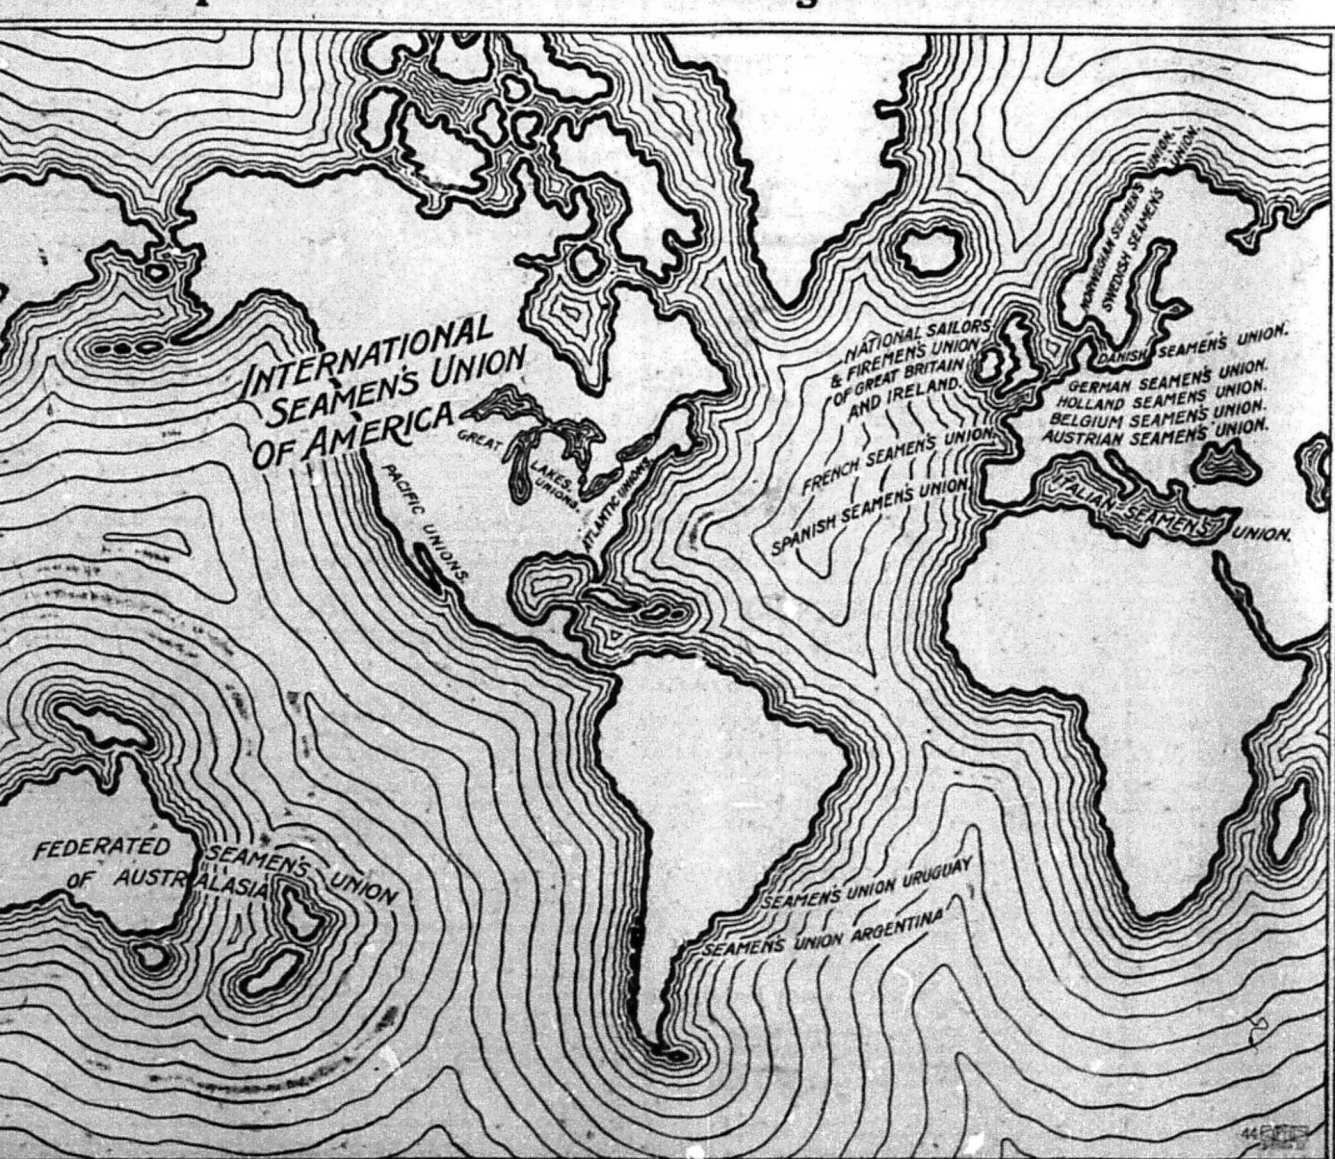 INTERNATIONAL
SEAMEN'S UNION
OF AMERICA
GREAT
LAKES.
UNIONS.
PACIFIC UNIONS.
ATLANTIC UNIONS.
NATIONAL SAILORS
& FIREMEN'S UNION
OF GREAT BRITAIN
AND IRELAND.
FRENCH SEAMEN'S UNION.
SPANISH SEAMEN'S UNION.
NORWEGIAN SEAMEN'S UNION.
SWEDISH SEAMEN'S UNION.
DANISH SEAMEN'S UNION.
GERMAN SEAMEN'S UNION.
HOLLAND SEAMENS UNION.
BELGIUM SEAMEN'S UNION.
AUSTRIAN SEAMEN'S UNION.
ITALIAN SEAMEN'S UNION.
FEDERATED SEAMEN'S UNION
OF AUSTRALASIA
SEAMEN'S UNION URUGUAY
SEAMEN'S UNION ARGENTINA
44